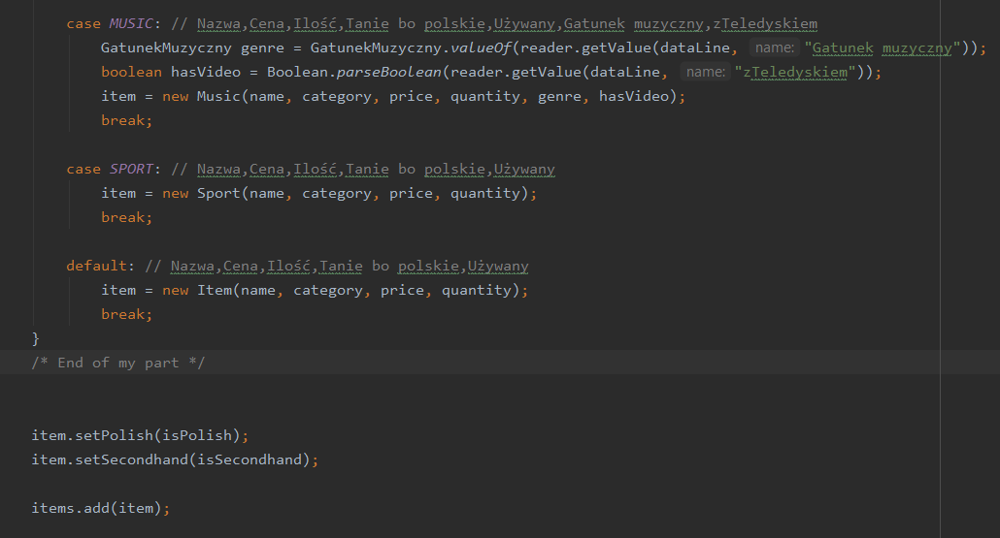 case MUSIC: // Nazwa,Cena,Ilość,Tanie bo polskie,Używany,Gatunek muzyczny,zTeledyskiem
GatunekMuzyczny genre = GatunekMuzyczny.valueOf(reader.getValue(dataLine, name: "Gatunek muzyczny"));
boolean hasVideo = Boolean.parseBoolean(reader.getValue(dataLine, name: "zTeledyskiem"));
item = new Music(name, category, price, quantity, genre, hasVideo);
break;
case SPORT: // Nazwa,Cena,Ilość,Tanie bo polskie,Używany
item = new Sport(name, category, price, quantity);
break;
default: // Nazwa,Cena,Ilość,Tanie bo polskie,Używany
item = new Item(name, category, price, quantity);
break;
}
/* End of my part */
item.setPolish(isPolish);
item.setSecondhand(isSecondhand);
items.add(item);